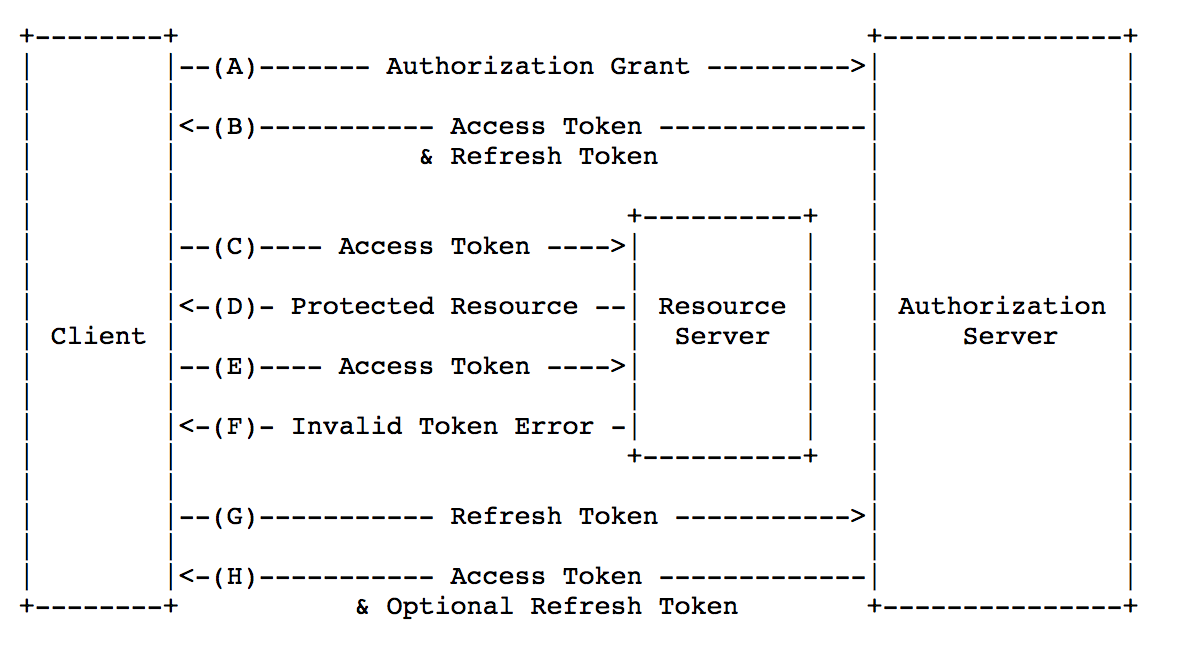 +--------+                                           +---------------+
|        |--(A)------- Authorization Grant --------->|               |
|        |                                           |               |
|        |<-(B)----------- Access Token -------------|               |
|        |               & Refresh Token             |               |
|        |                                           |               |
|        |                            +----------+   |               |
|        |--(C)---- Access Token ---->|          |   |               |
|        |                            |          |   |               |
|        |<-(D)- Protected Resource --| Resource |   | Authorization |
| Client |                            |  Server  |   |     Server    |
|        |--(E)---- Access Token ---->|          |   |               |
|        |                            |          |   |               |
|        |<-(F)- Invalid Token Error -|          |   |               |
|        |                            +----------+   |               |
|        |                                           |               |
|        |--(G)----------- Refresh Token ----------->|               |
|        |                                           |               |
|        |<-(H)----------- Access Token -------------|               |
+--------+           & Optional Refresh Token        +---------------+